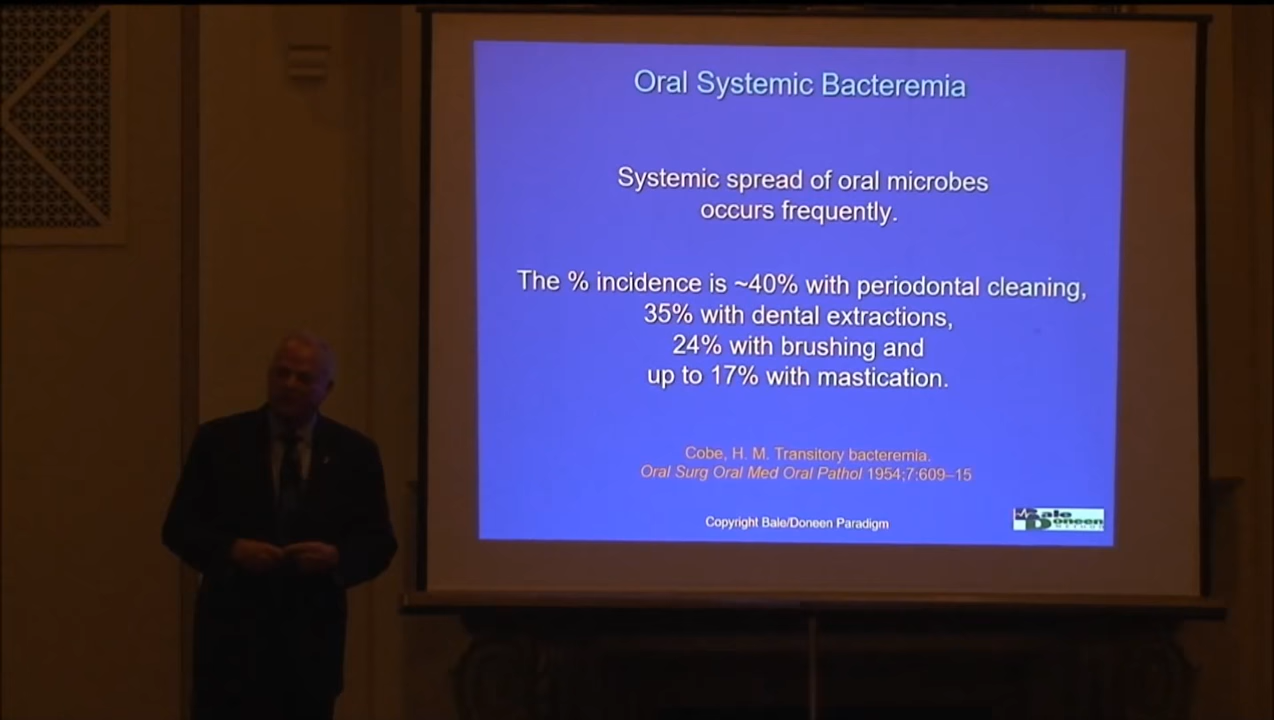 Oral Systemic Bacteremia
Systemic spread of oral microbes
occurs frequently.
The % incidence is ~40% with periodontal cleaning,
35% with dental extractions,
24% with brushing and
up to 17% with mastication.
Cobe, H. M. Transitory bacteremia.
Oral Surg Oral Med Oral Pathol 1954;7:609–15
Copyright Bale/Doneen Paradigm
Bale
Doneen